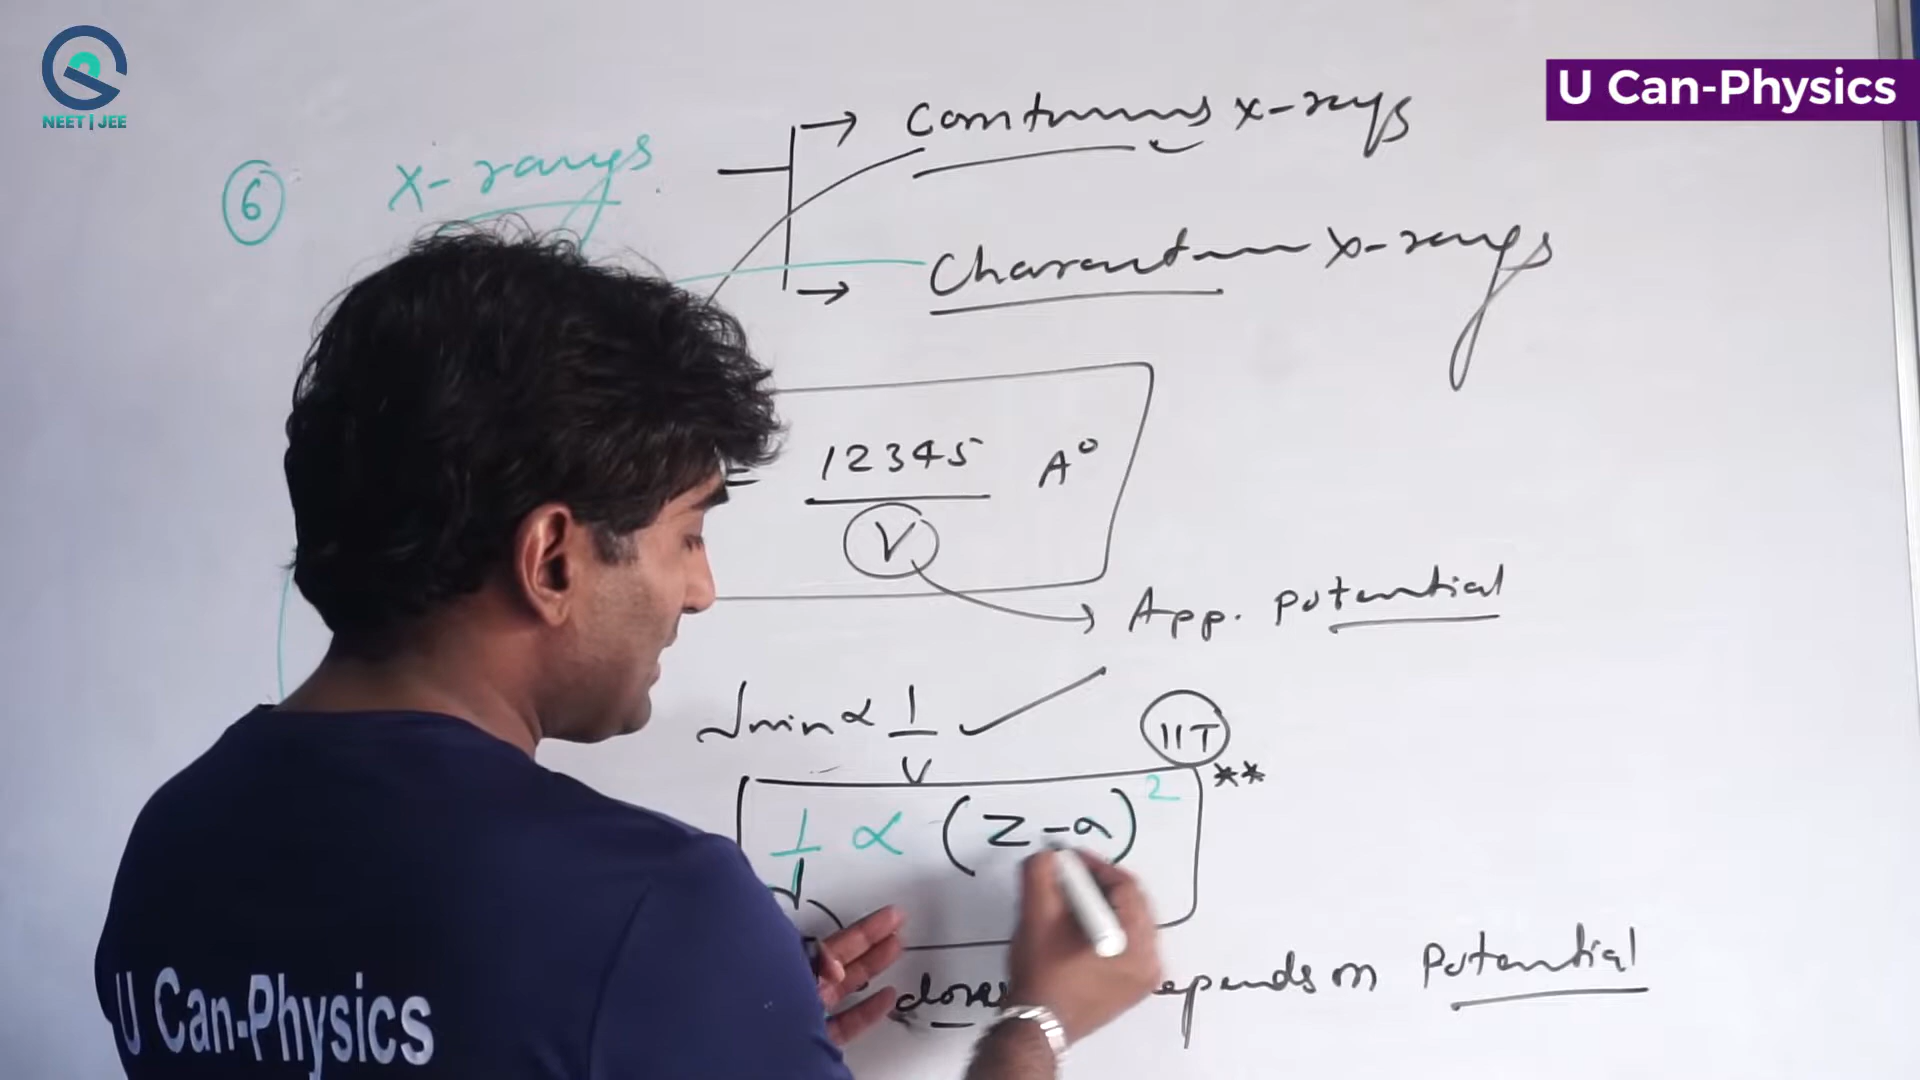 NEET | JEE
U Can-Physics
6 x-rays
→ Continuous x-rays
→ Characteristic x-rays
= 12345 / V A°
App. potential
λmin ∝ 1 / V
IIT
**
1 / λ ∝ (Z-a)²
depends on Potential
U Can-Physics